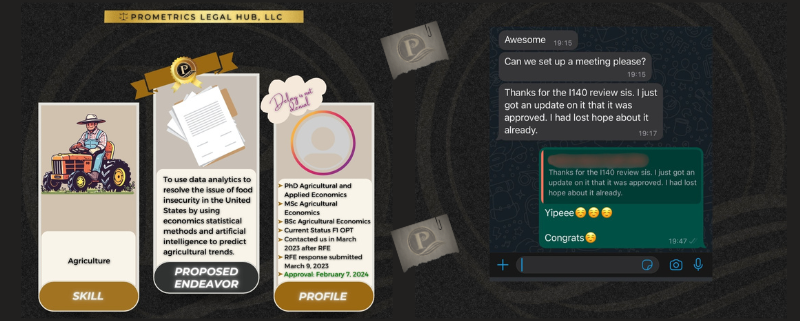 PROMETRICS LEGAL HUB, LLC
P
Delay is not
denial
Agriculture
SKILL
To use data analytics to
resolve the issue of food
insecurity in the United
States by using
economics statistical
methods and artificial
intelligence to predict
agricultural trends.
PROPOSED
ENDEAVOR
PhD Agricultural and
Applied Economics
MSc Agricultural
Economics
BSc Agricultural Economics
Current Status F1 OPT
Contacted us in March
2023 after RFE
RFE response submitted
March 9, 2023
Approval: February 7, 2024
PROFILE
P
P
Awesome 19:15
Can we set up a meeting please?
19:15
Thanks for the I140 review sis. I just
got an update on it that it was
approved. I had lost hope about it
already. 19:17
Thanks for the I140 review sis. I just got an
update on it that it was approved. I had lost
hope about it already.
Yipeee☺️☺️☺️
Congrats☺️ 19:47